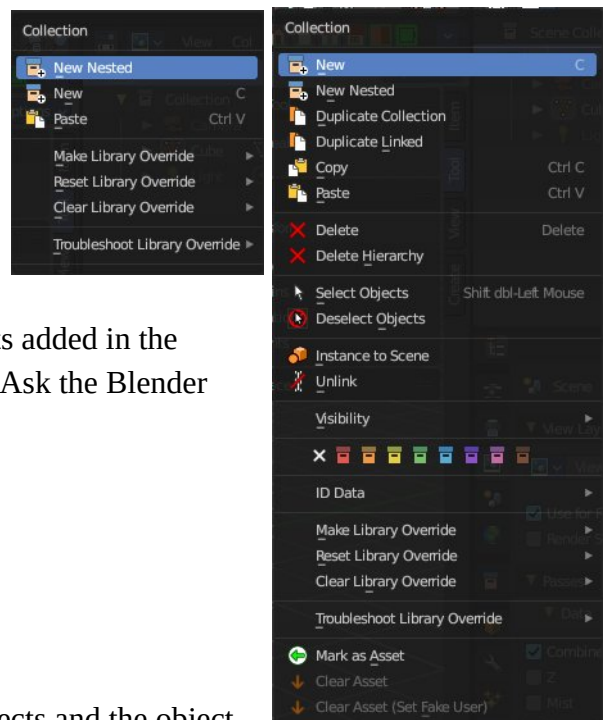 Collection
New Nested
New C
Paste Ctrl V
Make Library Override
Reset Library Override
Clear Library Override
Troubleshoot Library Override
s added in the
Ask the Blender
Collection
New C
New Nested
Duplicate Collection
Duplicate Linked
Copy Ctrl C
Paste Ctrl V
Delete Delete
Delete Hierarchy
Select Objects Shift dbl-Left Mouse
Deselect Objects
Instance to Scene
Unlink
Visibility
ID Data
Make Library Override
Reset Library Override
Clear Library Override
Troubleshoot Library Override
Mark as Asset
Clear Asset
Clear Asset (Set Fake User)
ects and the object